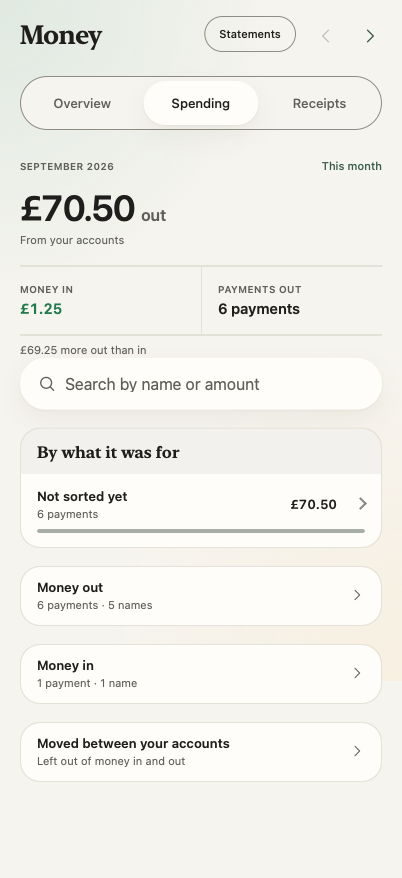 Money
Statements
Overview
Spending
Receipts
SEPTEMBER 2026
This month
£70.50 out
From your accounts
MONEY IN
£1.25
PAYMENTS OUT
6 payments
£69.25 more out than in
Search by name or amount
By what it was for
Not sorted yet
6 payments
£70.50
Money out
6 payments · 5 names
Money in
1 payment · 1 name
Moved between your accounts
Left out of money in and out